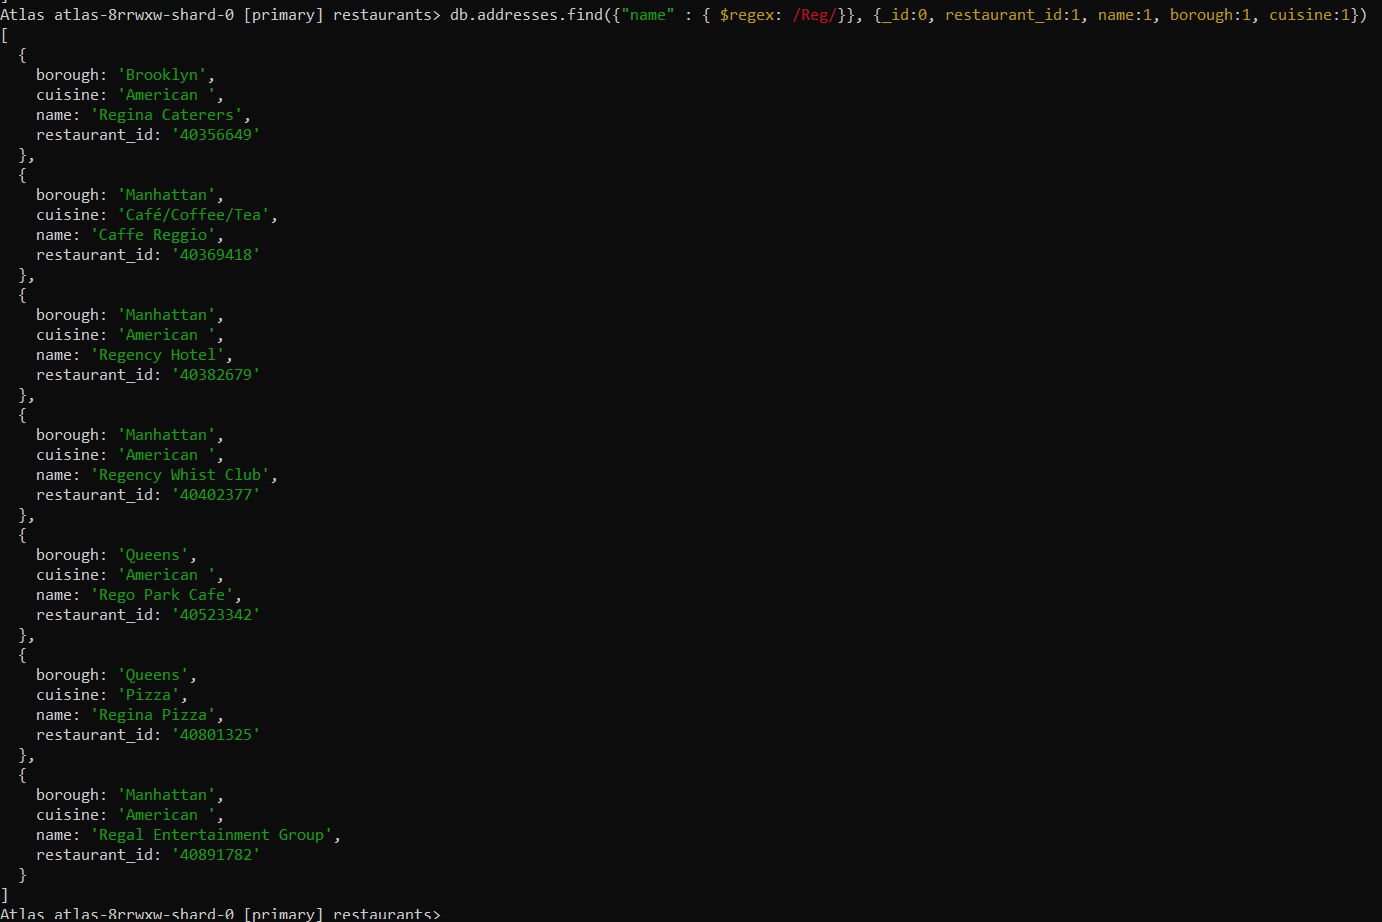 Atlas atlas-8rrwxw-shard-0 [primary] restaurants> db.addresses.find({"name" : { $regex: /Reg/}}, {_id:0, restaurant_id:1, name:1, borough:1, cuisine:1})
[
  {
    borough: 'Brooklyn',
    cuisine: 'American ',
    name: 'Regina Caterers',
    restaurant_id: '40356649'
  },
  {
    borough: 'Manhattan',
    cuisine: 'Café/Coffee/Tea',
    name: 'Caffe Reggio',
    restaurant_id: '40369418'
  },
  {
    borough: 'Manhattan',
    cuisine: 'American ',
    name: 'Regency Hotel',
    restaurant_id: '40382679'
  },
  {
    borough: 'Manhattan',
    cuisine: 'American ',
    name: 'Regency Whist Club',
    restaurant_id: '40402377'
  },
  {
    borough: 'Queens',
    cuisine: 'American ',
    name: 'Rego Park Cafe',
    restaurant_id: '40523342'
  },
  {
    borough: 'Queens',
    cuisine: 'Pizza',
    name: 'Regina Pizza',
    restaurant_id: '40801325'
  },
  {
    borough: 'Manhattan',
    cuisine: 'American ',
    name: 'Regal Entertainment Group',
    restaurant_id: '40891782'
  }
]
Atlas atlas-8rrwxw-shard-0 [primary] restaurants>